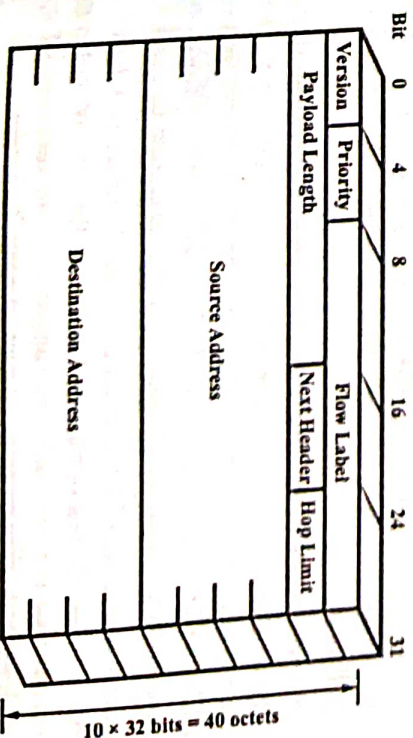 Bit 0 4 8 16 24 31
Version Priority Flow Label
Payload Length Next Header Hop Limit
Source Address
Destination Address
10 × 32 bits = 40 octets